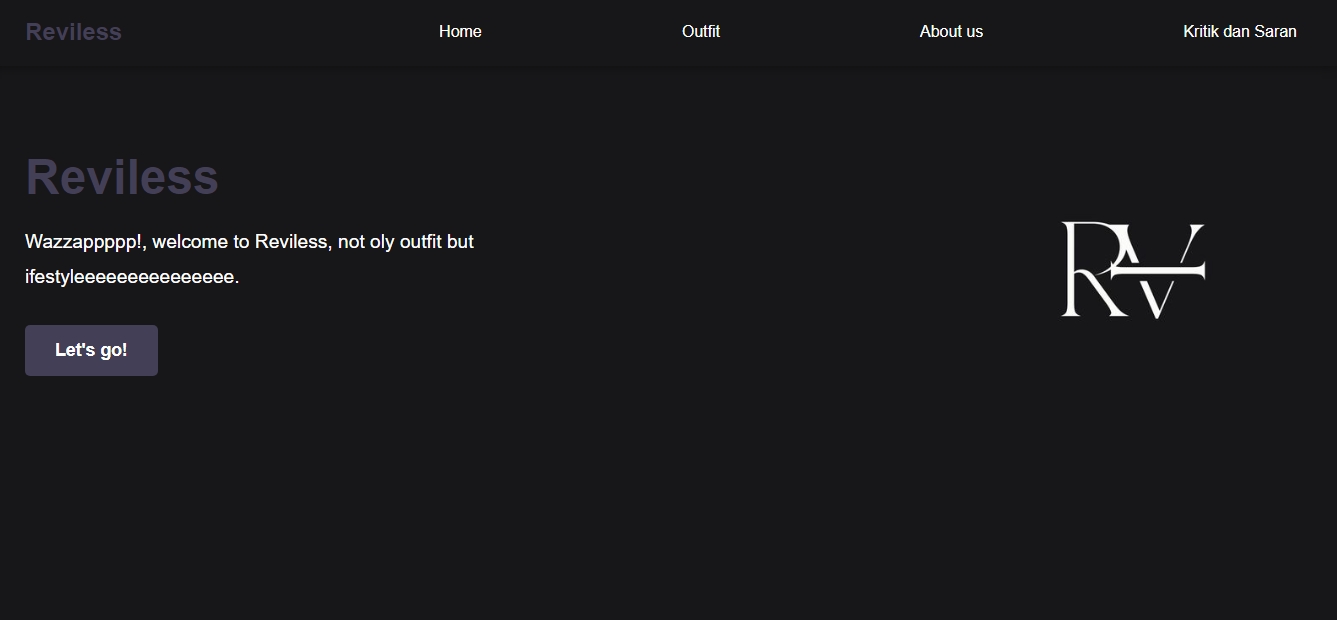 Reviless
Home
Outfit
About us
Kritik dan Saran
Reviless
Wazzappppp!, welcome to Reviless, not oly outfit but
ifestyleeeeeeeeeeeeeee.
RV
Let's go!